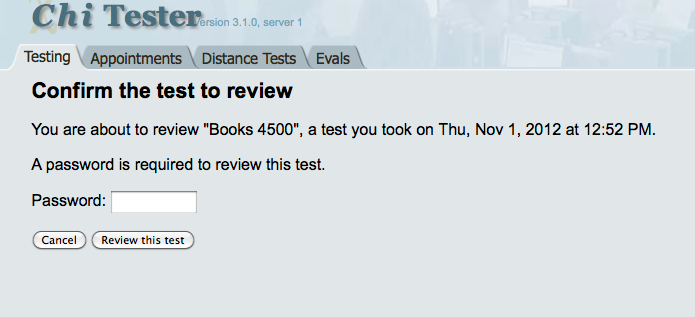 Chi Tester version 3.1.0, server 1
Testing Appointments Distance Tests Evals
Confirm the test to review
You are about to review "Books 4500", a test you took on Thu, Nov 1, 2012 at 12:52 PM.
A password is required to review this test.
Password:
Cancel Review this test